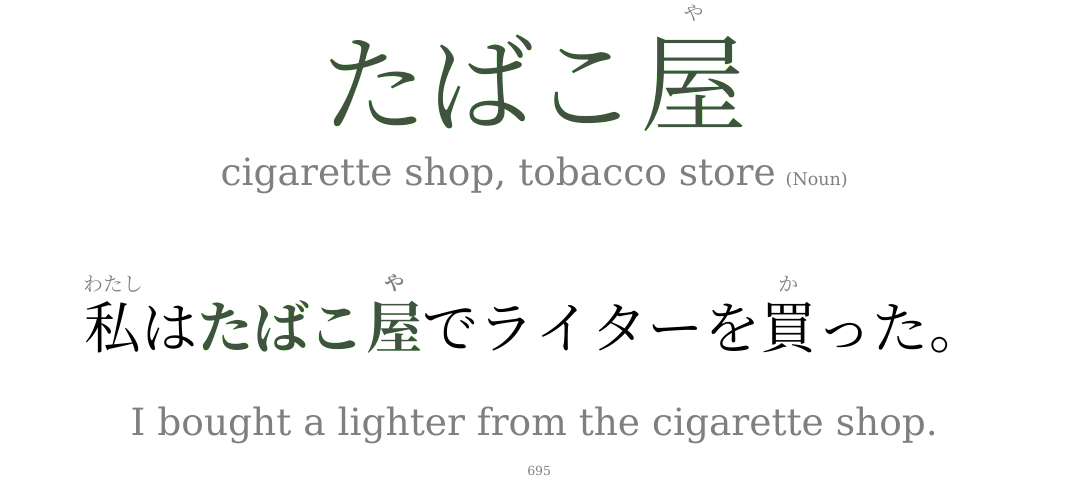 や
たばこ屋
cigarette shop, tobacco store (Noun)
わたし や か
私はたばこ屋でライターを買った。
I bought a lighter from the cigarette shop.
695